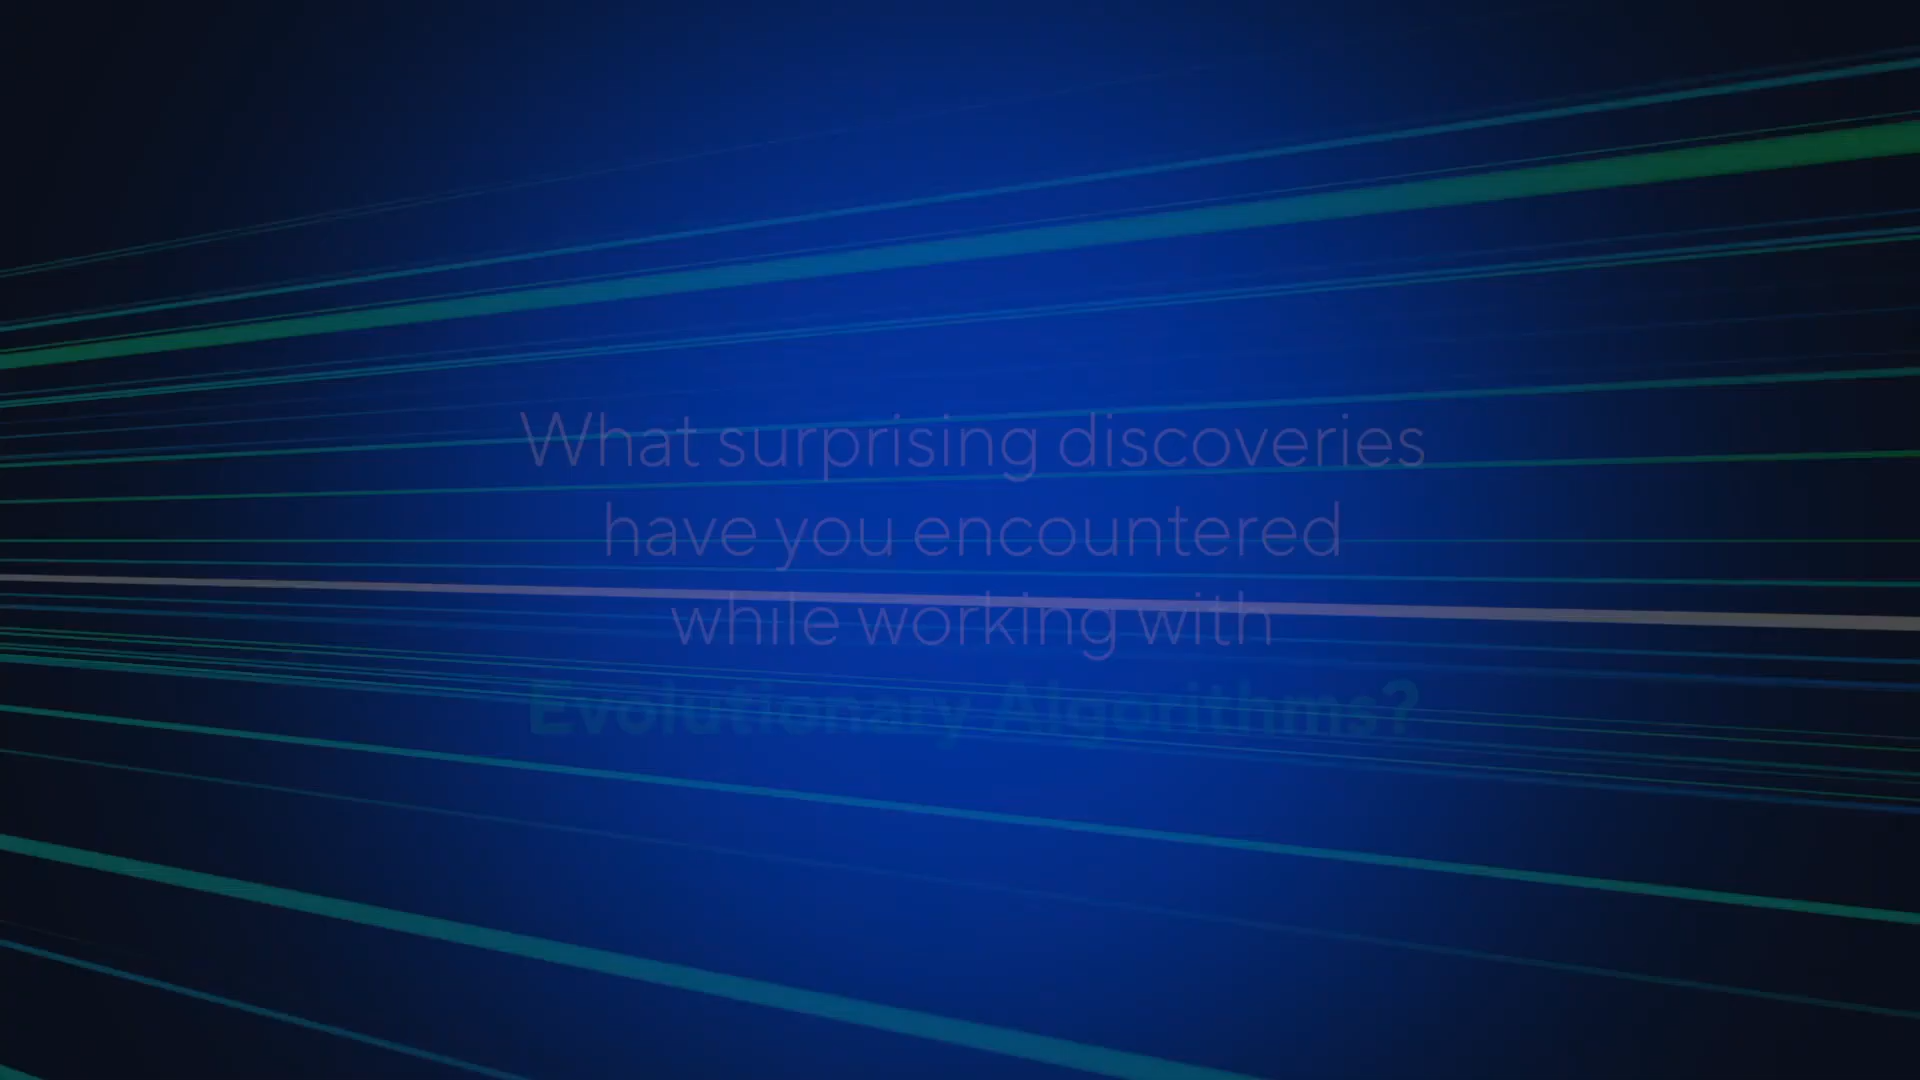 What surprising discoveries
have you encountered
while working with
Evolutionary Algorithms?